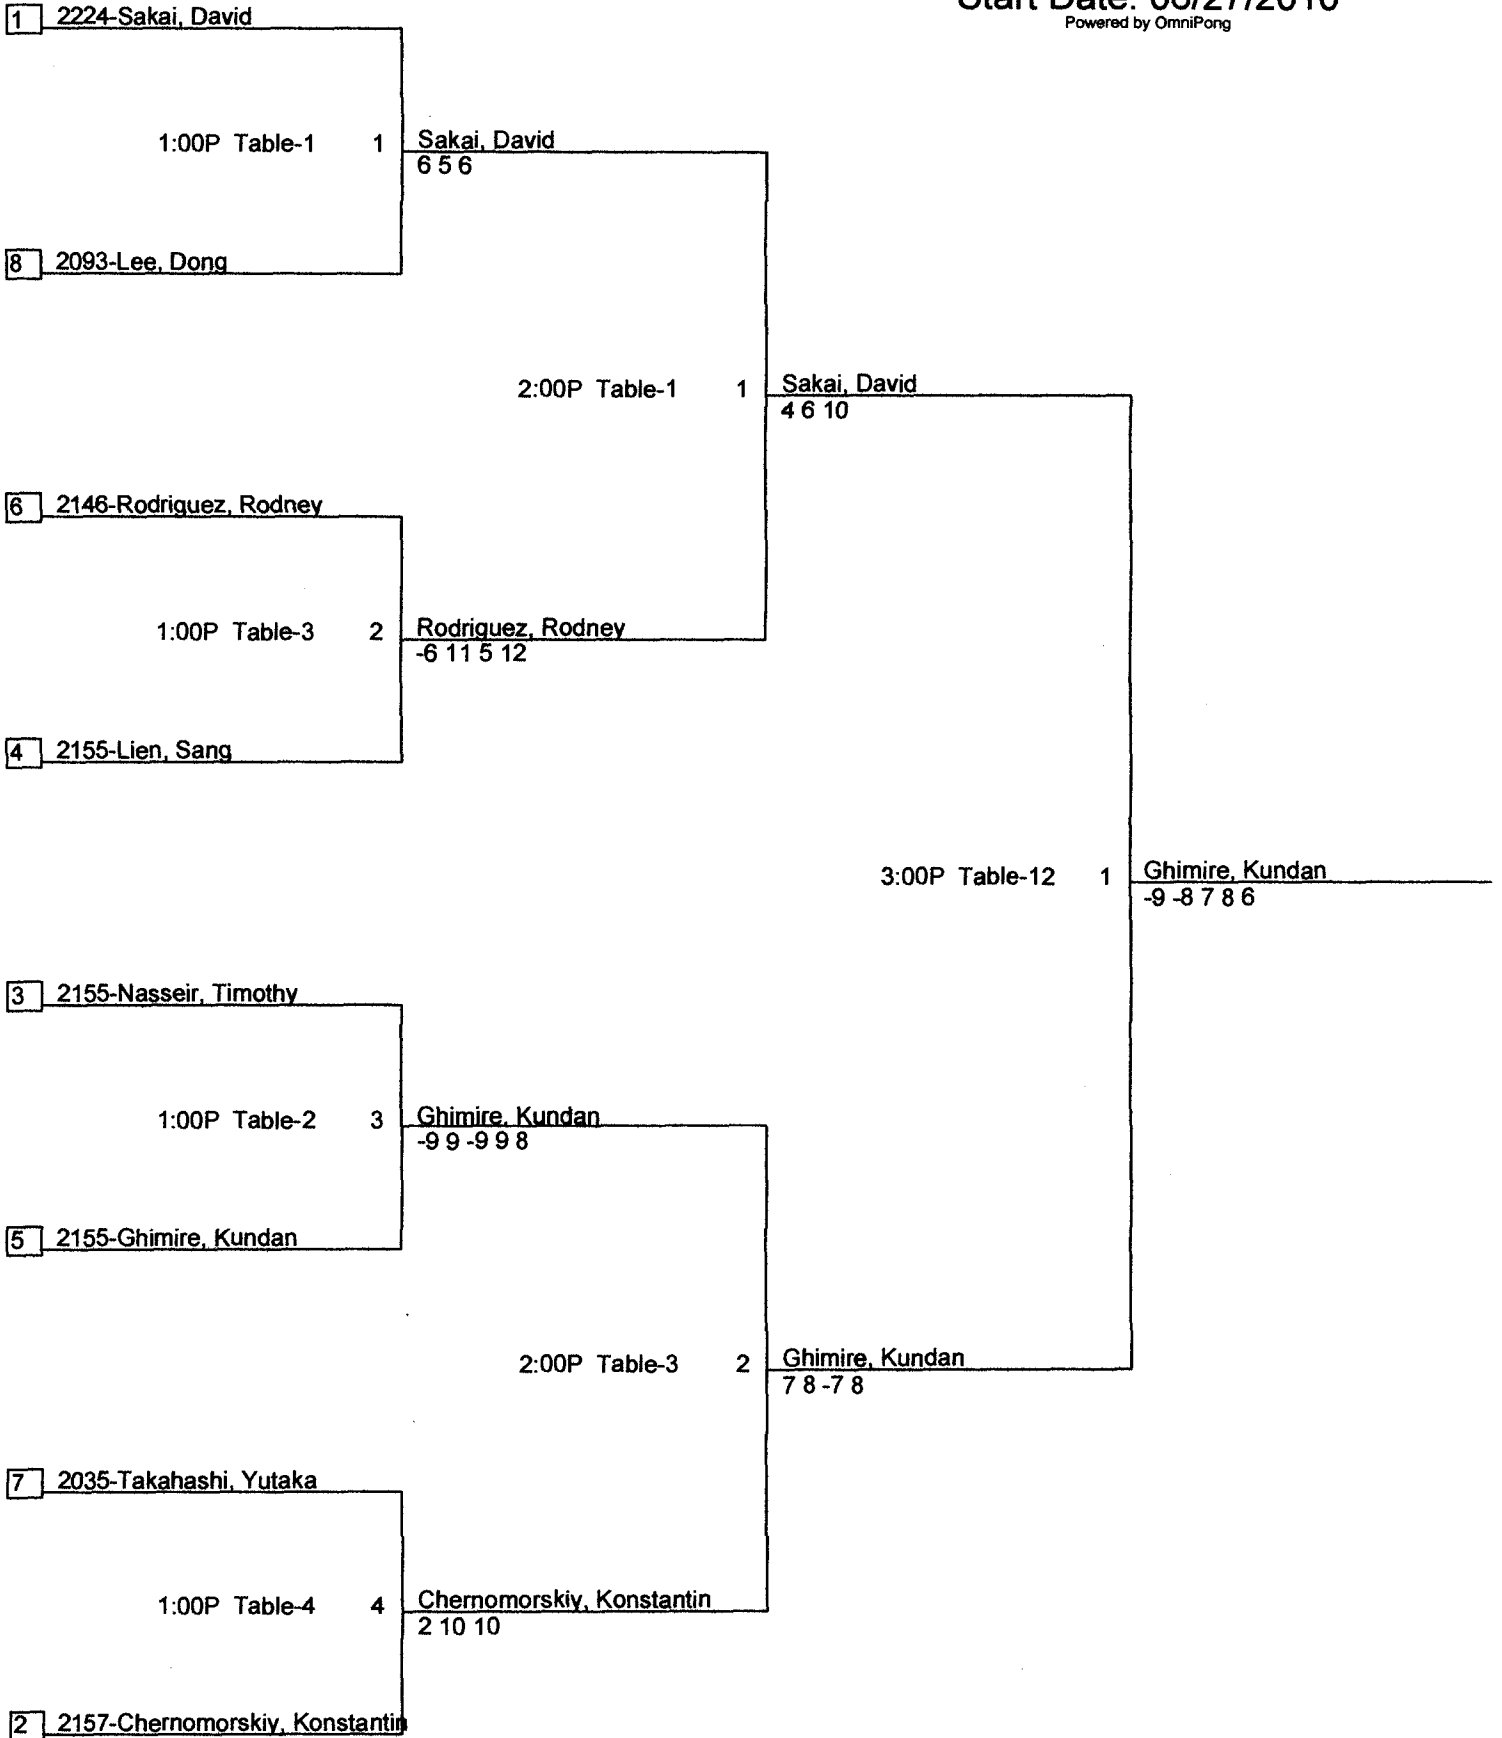 Start Date: 06/27/2010
Powered by OmniPong
1 2224-Sakai, David
1:00P Table-1 1
Sakai, David
6 5 6
8 2093-Lee, Dong
2:00P Table-1 1
Sakai, David
4 6 10
6 2146-Rodriguez, Rodney
1:00P Table-3 2
Rodriguez, Rodney
-6 11 5 12
4 2155-Lien, Sang
3:00P Table-12 1
Ghimire, Kundan
-9 -8 7 8 6
3 2155-Nasseir, Timothy
1:00P Table-2 3
Ghimire, Kundan
-9 9 -9 9 8
5 2155-Ghimire, Kundan
2:00P Table-3 2
Ghimire, Kundan
7 8 -7 8
7 2035-Takahashi, Yutaka
1:00P Table-4 4
Chernomorskiy, Konstantin
2 10 10
2 2157-Chernomorskiy, Konstantin